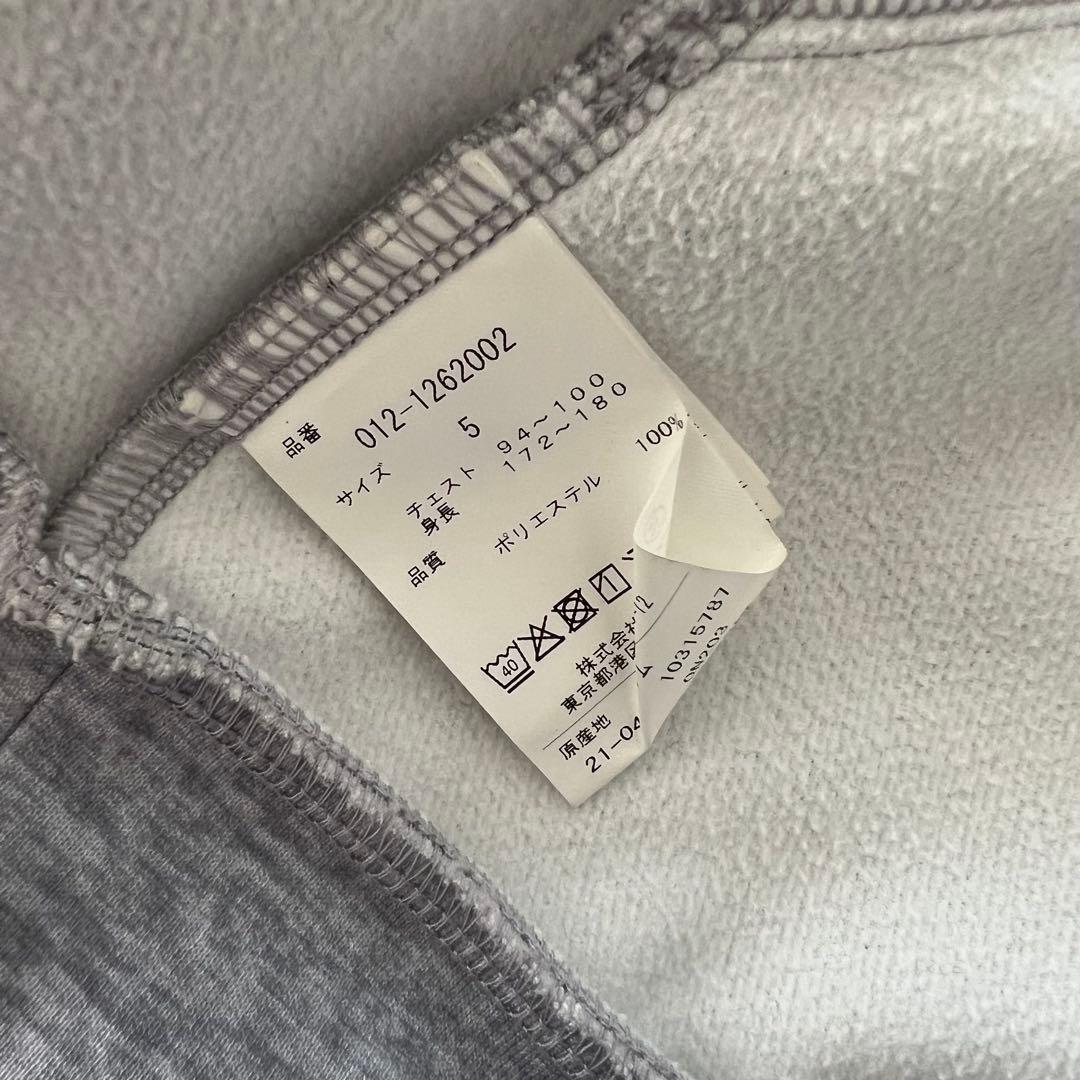 品番 012-1262002
サイズ 5
チェスト 94～100
身長 172～180
品質 ポリエステル 100%
40
株式会社
東京都港区
原産地
21-04
10315787